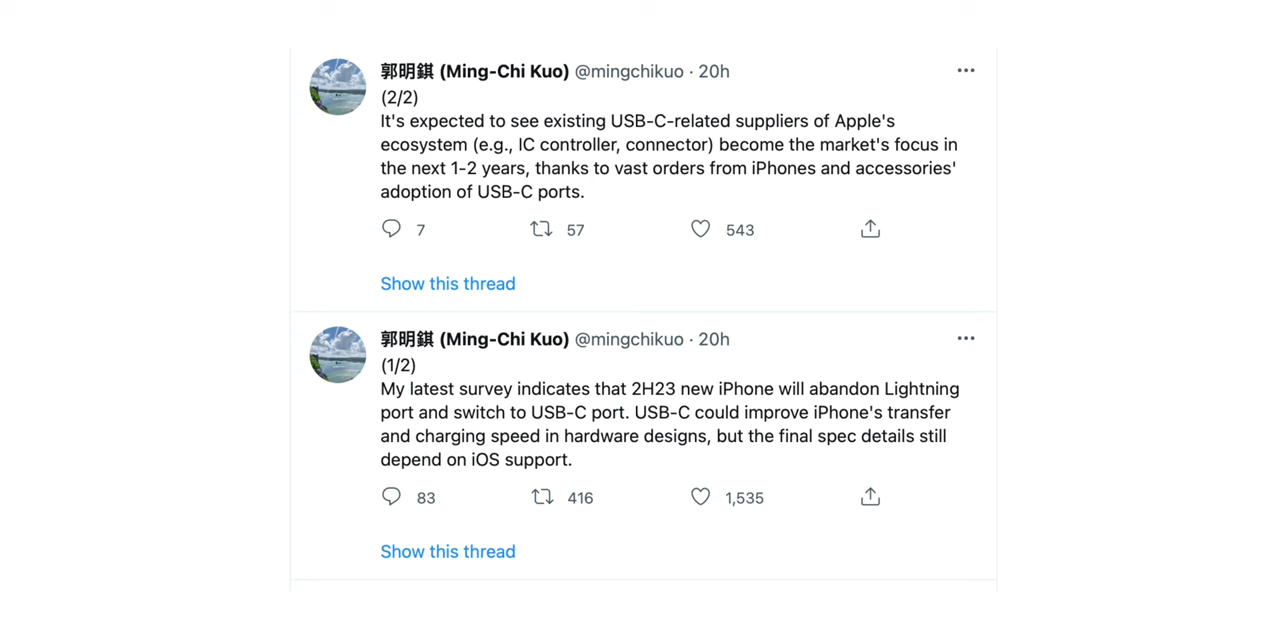 郭明錤 (Ming-Chi Kuo) @mingchikuo · 20h
(2/2)
It's expected to see existing USB-C-related suppliers of Apple's
ecosystem (e.g., IC controller, connector) become the market's focus in
the next 1-2 years, thanks to vast orders from iPhones and accessories'
adoption of USB-C ports.
7 57 543
Show this thread
郭明錤 (Ming-Chi Kuo) @mingchikuo · 20h
(1/2)
My latest survey indicates that 2H23 new iPhone will abandon Lightning
port and switch to USB-C port. USB-C could improve iPhone's transfer
and charging speed in hardware designs, but the final spec details still
depend on iOS support.
83 416 1,535
Show this thread